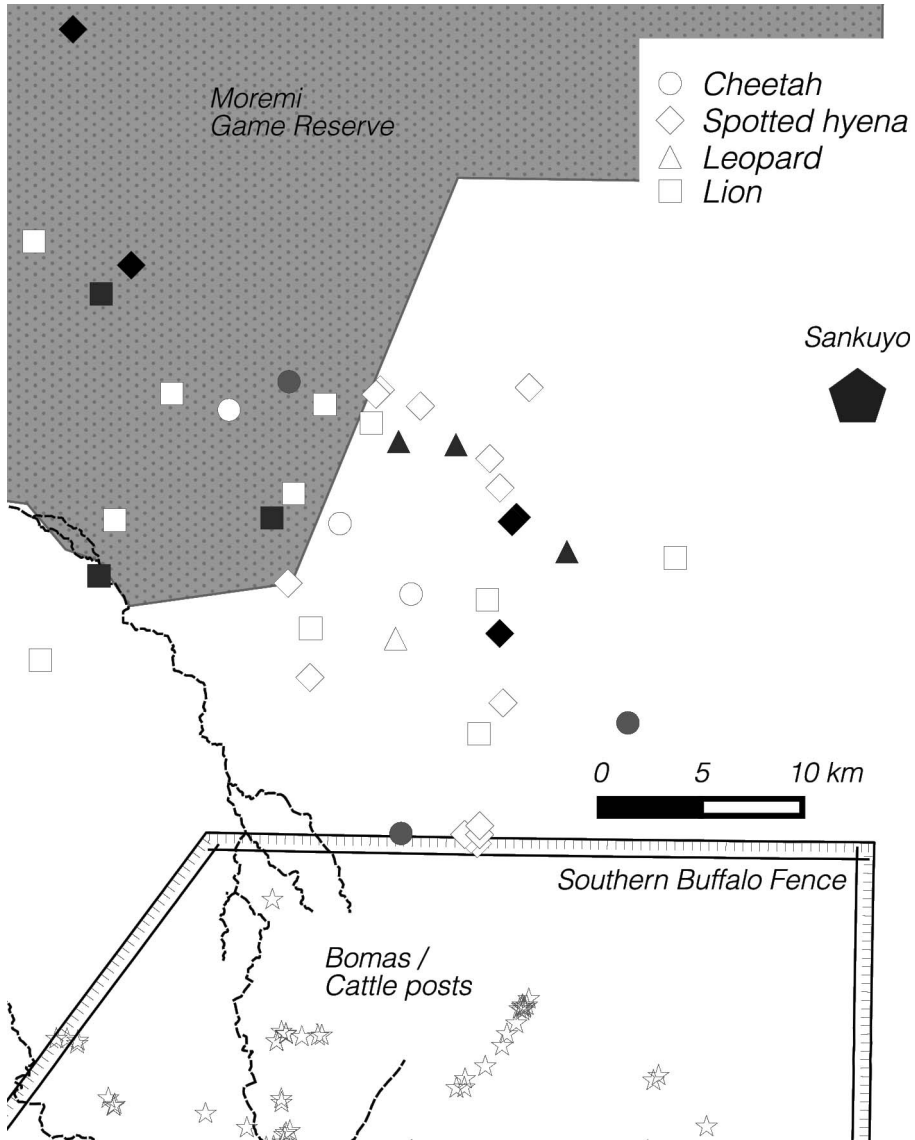 Moremi
Game Reserve
Cheetah
Spotted hyena
Leopard
Lion
Sankuyo
0 5 10 km
Southern Buffalo Fence
Bomas /
Cattle posts